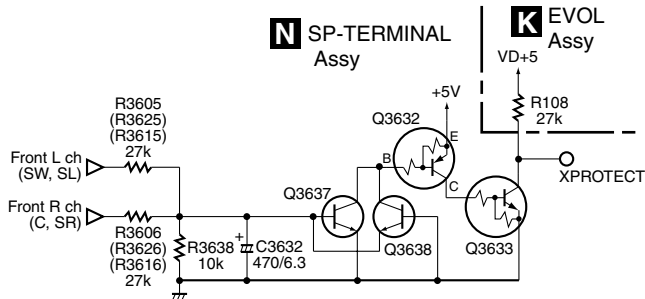 N SP-TERMINAL
Assy
K EVOL
Assy
VD+5
R108
27k
XPROTECT
+5V
Q3632
B
E
C
R3605
(R3625)
(R3615)
27k
Front L ch
(SW, SL)
Front R ch
(C, SR)
R3606
(R3626)
(R3616)
27k
R3638
10k
+
C3632
470/6.3
Q3637
Q3638
Q3633